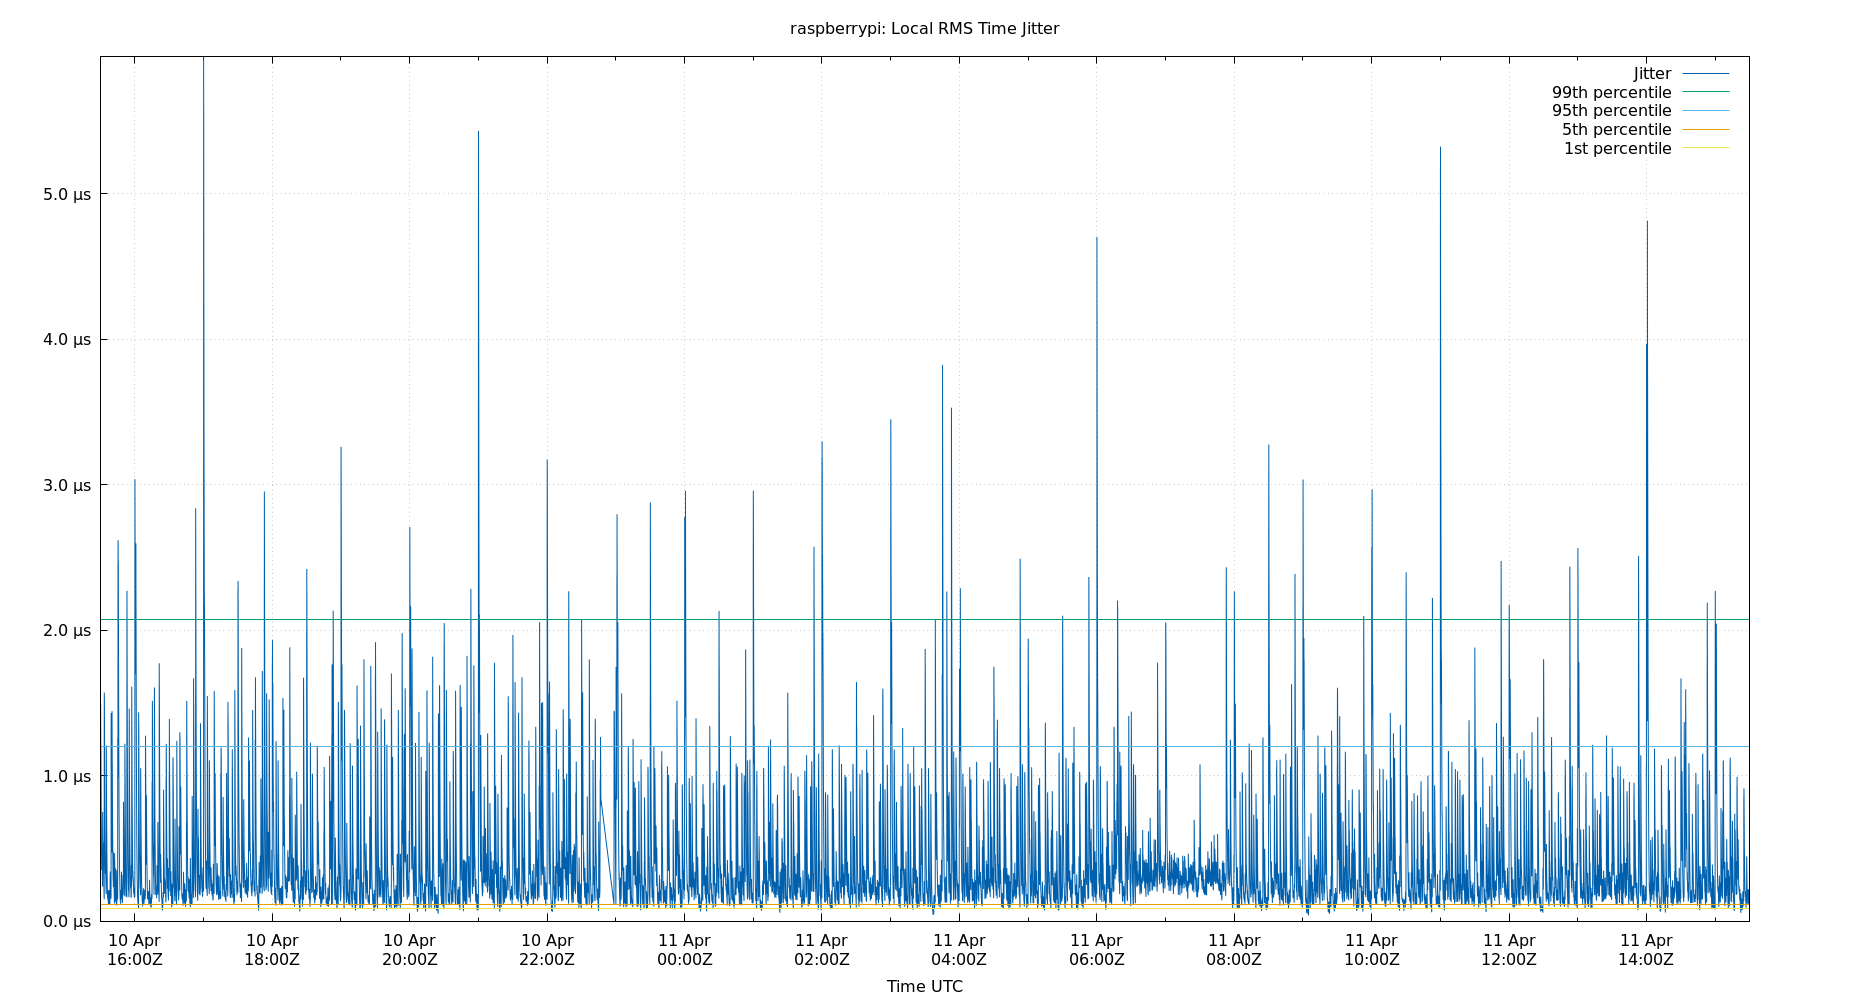 raspberrypi: Local RMS Time Jitter
Jitter
99th percentile
95th percentile
5th percentile
1st percentile
5.0 µs
4.0 µs
3.0 µs
2.0 µs
1.0 µs
0.0 µs
10 Apr 10 Apr 10 Apr 10 Apr 11 Apr 11 Apr 11 Apr 11 Apr 11 Apr 11 Apr 11 Apr 11 Apr
16:00Z 18:00Z 20:00Z 22:00Z 00:00Z 02:00Z 04:00Z 06:00Z 08:00Z 10:00Z 12:00Z 14:00Z
Time UTC